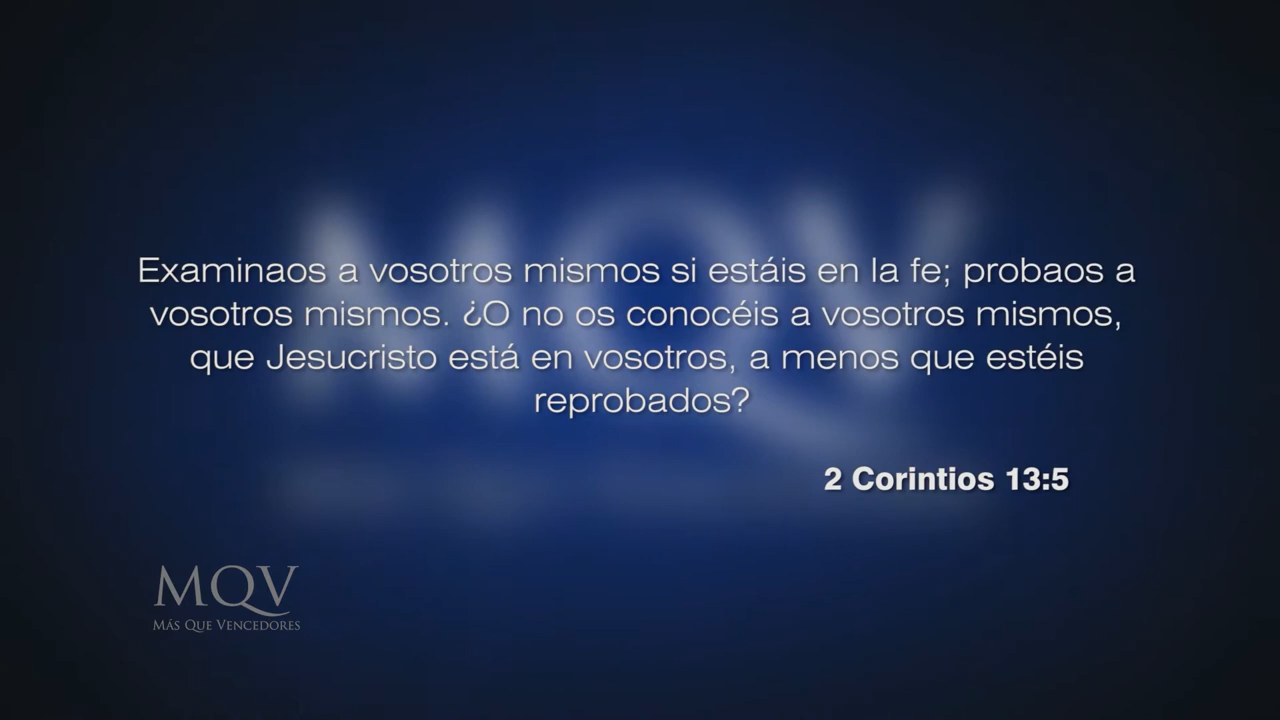 Examinaos a vosotros mismos si estáis en la fe; probaos a
vosotros mismos. ¿O no os conocéis a vosotros mismos,
que Jesucristo está en vosotros, a menos que estéis
reprobados?
2 Corintios 13:5
MQV
MÁS QUE VENCEDORES